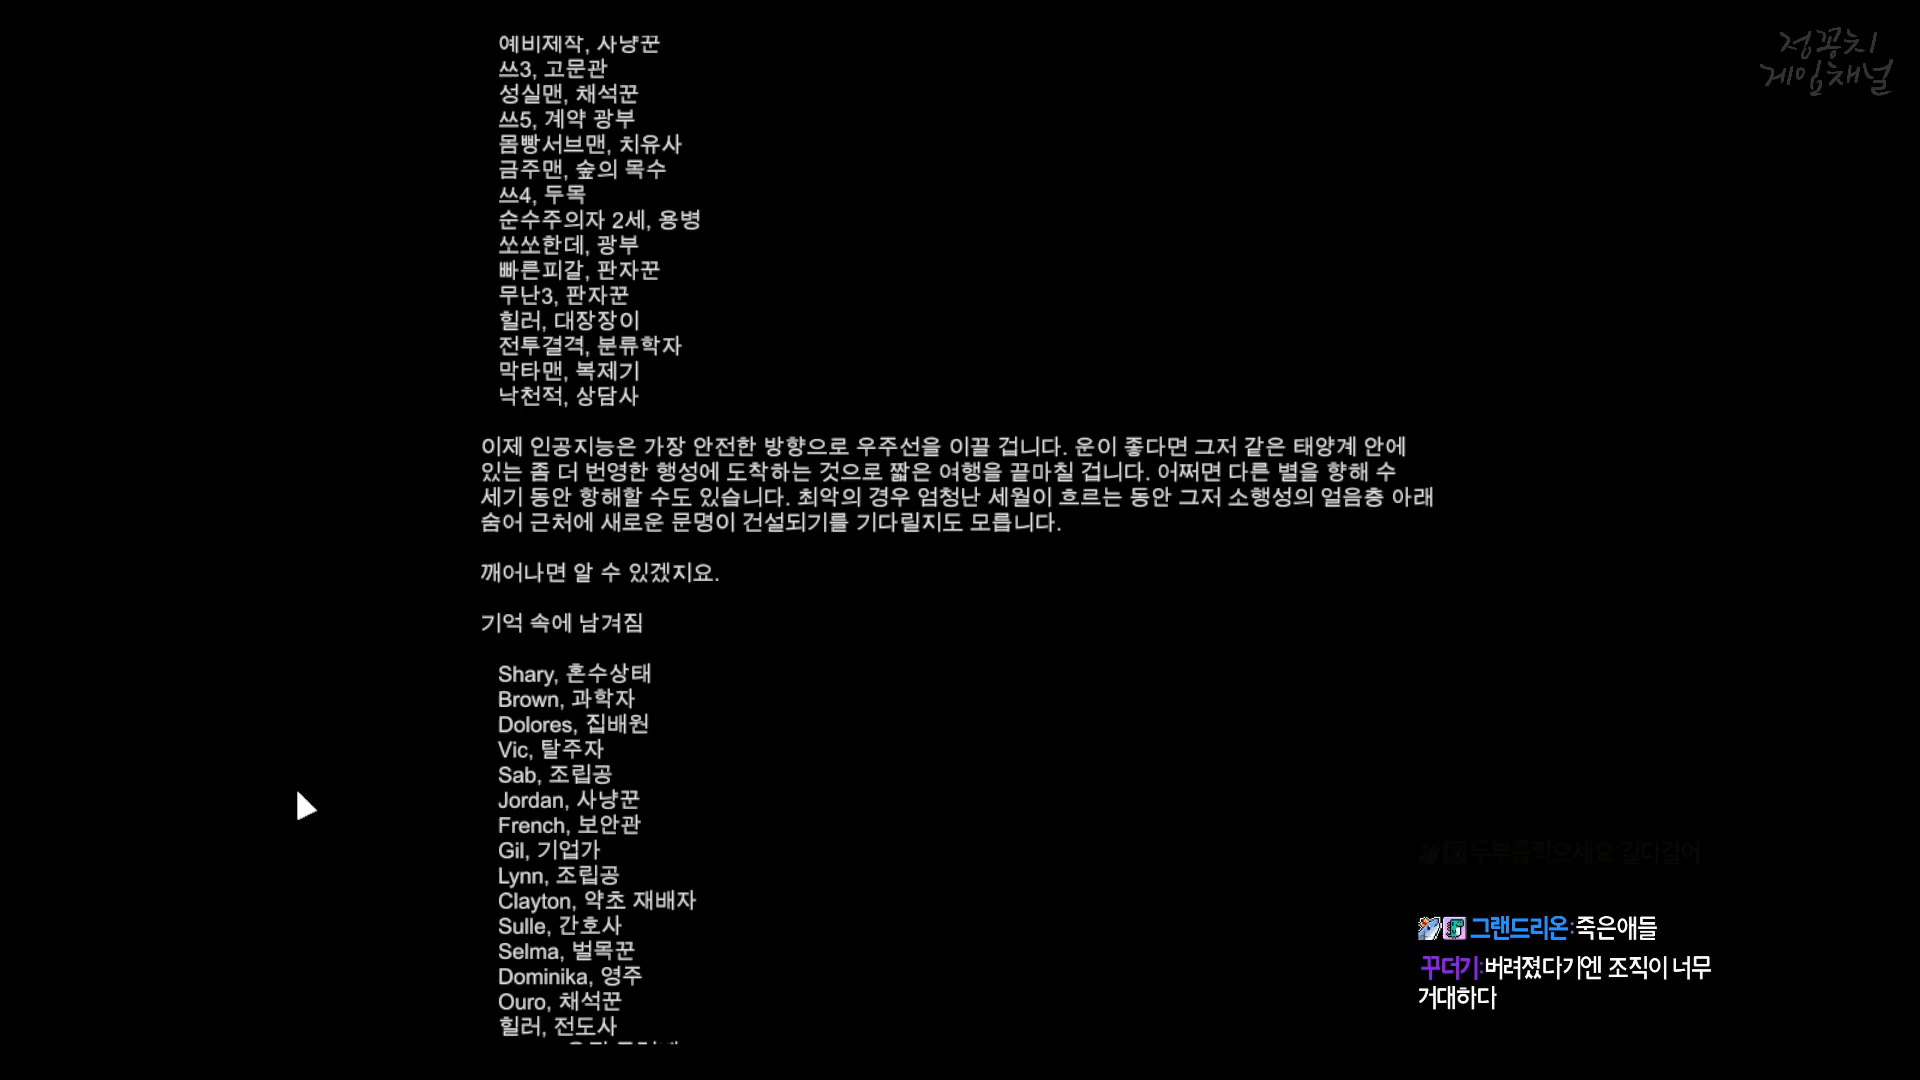 정꽁치
게임채널
예비제작, 사냥꾼
쓰3, 고문관
성실맨, 채석꾼
쓰5, 계약 광부
몸빵서브맨, 치유사
금주맨, 숲의 목수
쓰4, 두목
순수주의자 2세, 용병
쏘쏘한데, 광부
빠른피갈, 판자꾼
무난3, 판자꾼
힐러, 대장장이
전투결격, 분류학자
막타맨, 복제기
낙천적, 상담사
이제 인공지능은 가장 안전한 방향으로 우주선을 이끌 겁니다. 운이 좋다면 그저 같은 태양계 안에
있는 좀 더 번영한 행성에 도착하는 것으로 짧은 여행을 끝마칠 겁니다. 어쩌면 다른 별을 향해 수
세기 동안 항해할 수도 있습니다. 최악의 경우 엄청난 세월이 흐르는 동안 그저 소행성의 얼음층 아래
숨어 근처에 새로운 문명이 건설되기를 기다릴지도 모릅니다.
깨어나면 알 수 있겠지요.
기억 속에 남겨짐
Shary, 혼수상태
Brown, 과학자
Dolores, 집배원
Vic, 탈주자
Sab, 조립공
Jordan, 사냥꾼
French, 보안관
Gil, 기업가
Lynn, 조립공
Clayton, 약초 재배자
Sulle, 간호사
Selma, 벌목꾼
Dominika, 영주
Ouro, 채석꾼
힐러, 전도사
길다길어
그랜드리온:죽은애들
꾸더기:버려졌다기엔 조직이 너무
거대하다